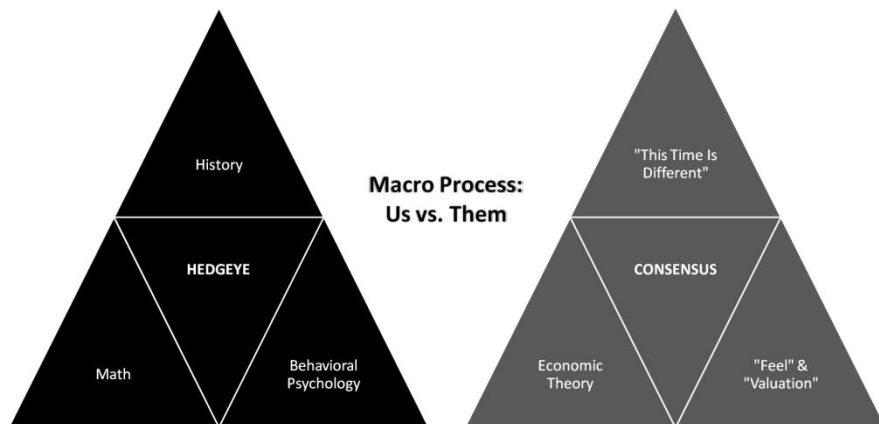 History
HEDGEYE
Math
Behavioral
Psychology
Macro Process:
Us vs. Them
"This Time Is
Different"
CONSENSUS
Economic
Theory
"Feel" &
"Valuation"